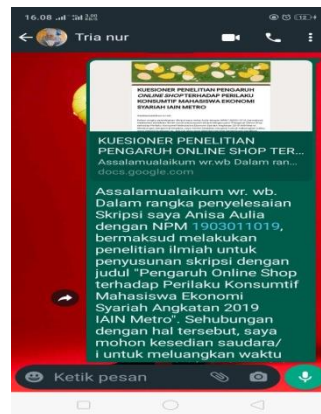 16.08
Tria nur
KUESIONER PENELITIAN PENGARUH
ONLINE SHOP TERHADAP PERILAKU
KONSUMTIF MAHASISWA EKONOMI
SYARIAH IAIN METRO
KUESIONER PENELITIAN
PENGARUH ONLINE SHOP TER...
Assalamualaikum wr.wb Dalam ran...
docs.google.com
Assalamualaikum wr. wb.
Dalam rangka penyelesaian
Skripsi saya Anisa Aulia
dengan NPM 1903011019,
bermaksud melakukan
penelitian ilmiah untuk
penyusunan skripsi dengan
judul "Pengaruh Online Shop
terhadap Perilaku Konsumtif
Mahasiswa Ekonomi
Syariah Angkatan 2019
IAIN Metro". Sehubungan
dengan hal tersebut, saya
mohon kesedian saudara/
i untuk meluangkan waktu
Ketik pesan